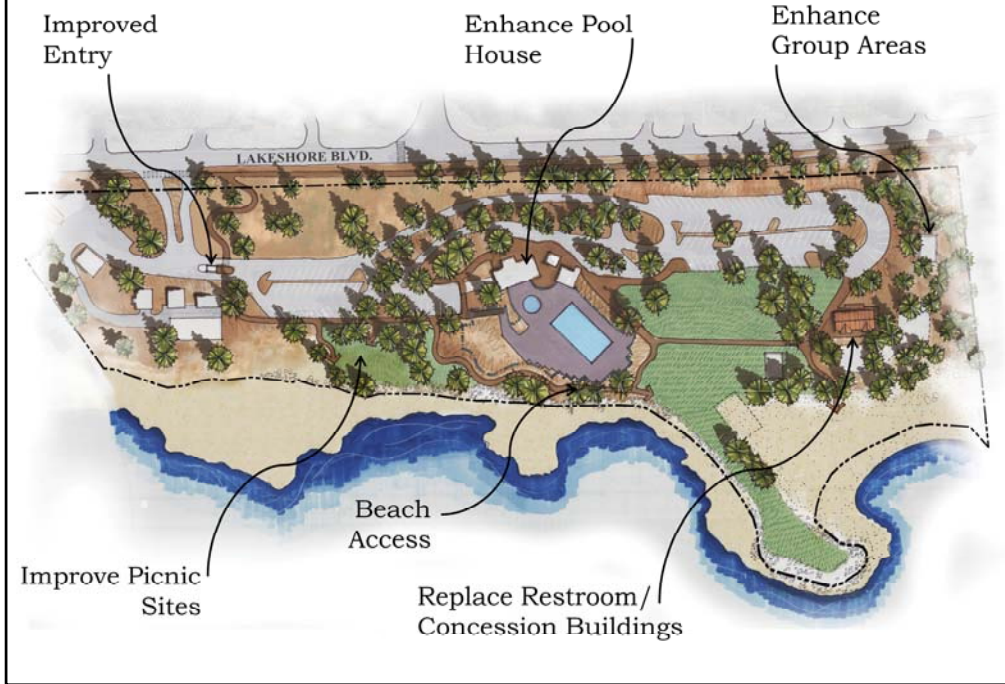 Improved
Entry
Enhance Pool
House
Enhance
Group Areas
LAKESHORE BLVD.
Beach
Access
Improve Picnic
Sites
Replace Restroom/
Concession Buildings